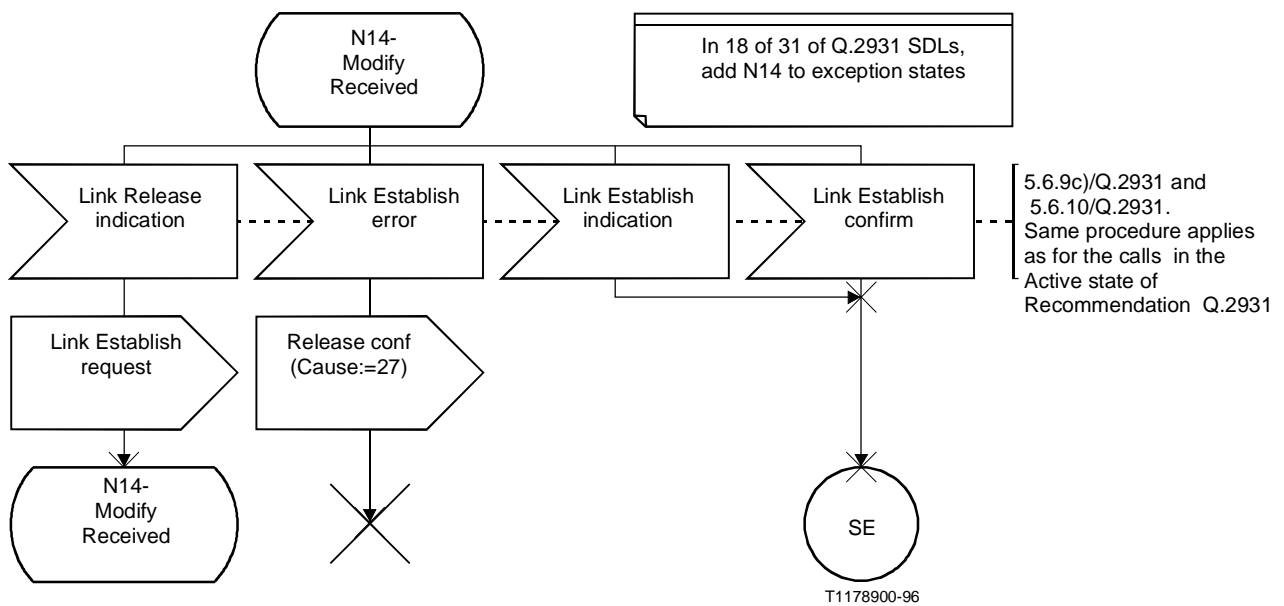 N14-
Modify
Received
In 18 of 31 of Q.2931 SDLs,
add N14 to exception states
Link Release
indication
Link Establish
error
Link Establish
indication
Link Establish
confirm
5.6.9c)/Q.2931 and
5.6.10/Q.2931.
Same procedure applies
as for the calls in the
Active state of
Recommendation Q.2931
Link Establish
request
Release conf
(Cause:=27)
N14-
Modify
Received
SE
T1178900-96